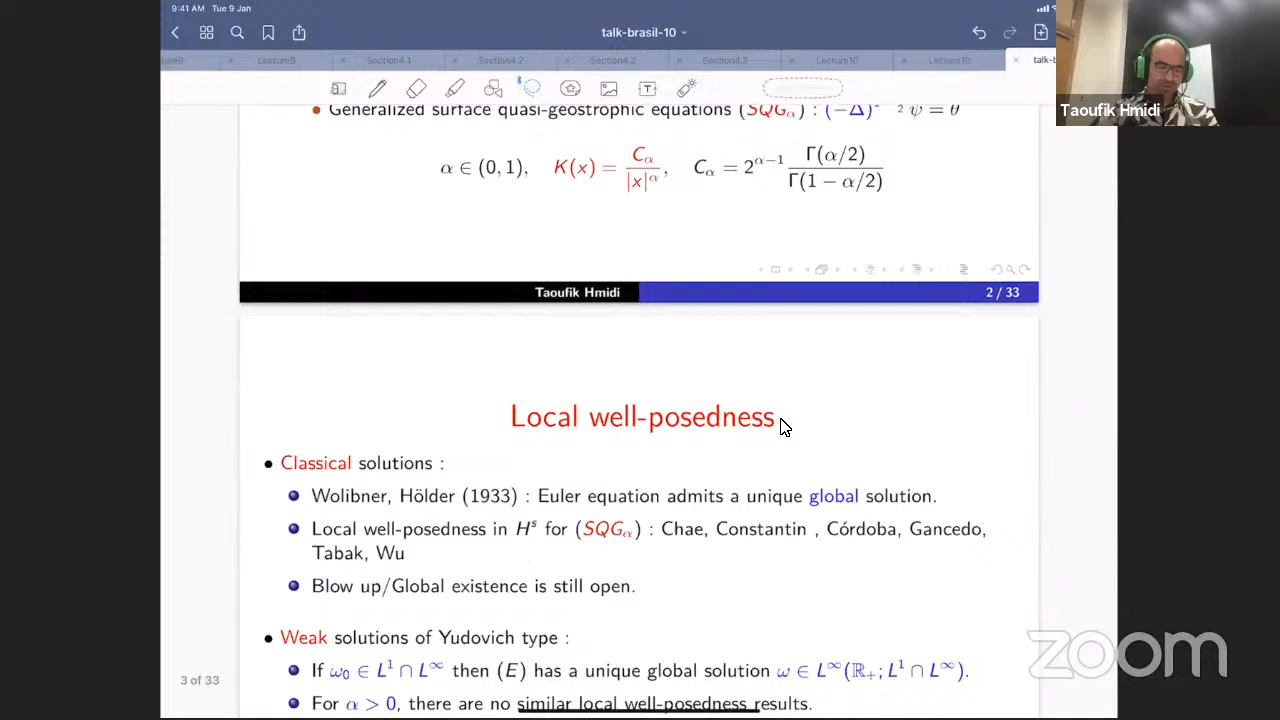 9:41 AM Tue 9 Jan
talk-brasil-10
Lecture9
Section4.1
Section4.2
Section4.2
Section4.3
Lecture10
Lecture10
talk-b
Taoufik Hmidi
• Generalized surface quasi-geostrophic equations (SQGα) : (−Δ) 2 ψ = θ
α ∈ (0, 1), K(x) = Cα / |x|^α, Cα = 2^{α−1} Γ(α/2) / Γ(1 − α/2)
Taoufik Hmidi 2 / 33
Local well-posedness
• Classical solutions :
Wolibner, Hölder (1933) : Euler equation admits a unique global solution.
Local well-posedness in H^s for (SQGα) : Chae, Constantin , Córdoba, Gancedo,
Tabak, Wu
Blow up/Global existence is still open.
• Weak solutions of Yudovich type :
If ω₀ ∈ L¹ ∩ L^∞ then (E) has a unique global solution ω ∈ L^∞(ℝ₊; L¹ ∩ L^∞).
For α > 0, there are no similar local well-posedness results.
3 of 33
zoom